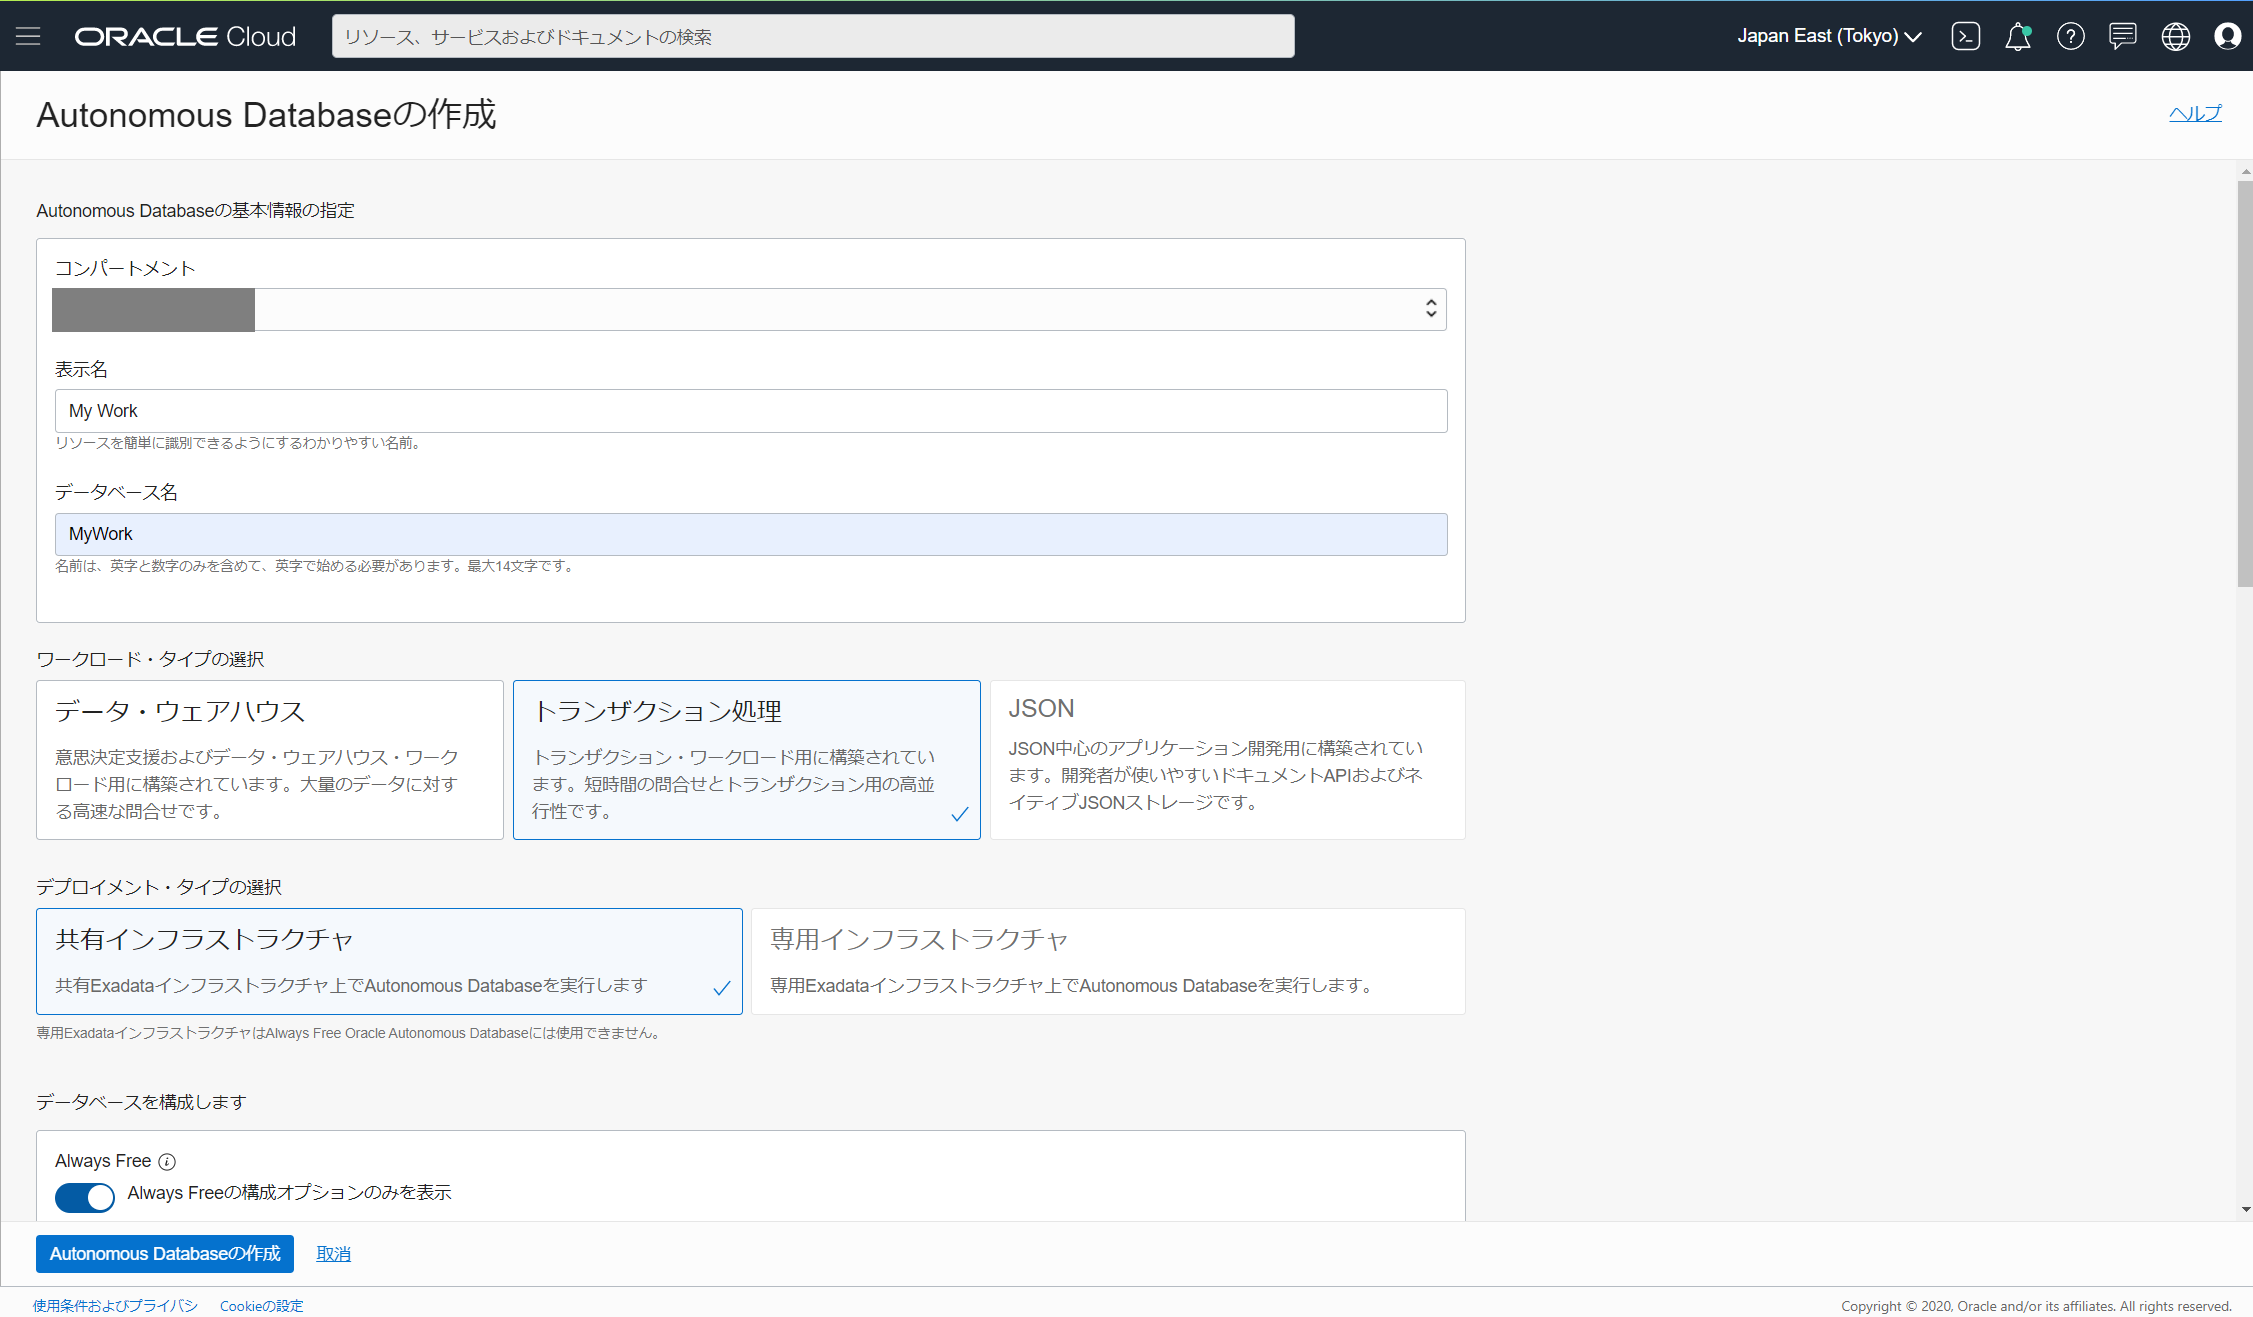 ORACLE Cloud
リソース、サービスおよびドキュメントの検索
Japan East (Tokyo)
Autonomous Databaseの作成
ヘルプ
Autonomous Databaseの基本情報の指定
コンパートメント
表示名
My Work
リソースを簡単に識別できるようにするわかりやすい名前。
データベース名
MyWork
名前は、英字と数字のみを含めて、英字で始める必要があります。最大14文字です。
ワークロード・タイプの選択
データ・ウェアハウス
意思決定支援およびデータ・ウェアハウス・ワーク
ロード用に構築されています。大量のデータに対す
る高速な問合せです。
トランザクション処理
トランザクション・ワークロード用に構築されてい
ます。短時間の問合せとトランザクション用の高並
行性です。
JSON
JSON中心のアプリケーション開発用に構築されてい
ます。開発者が使いやすいドキュメントAPIおよびネ
イティブJSONストレージです。
デプロイメント・タイプの選択
共有インフラストラクチャ
共有Exadataインフラストラクチャ上でAutonomous Databaseを実行します
専用インフラストラクチャ
専用Exadataインフラストラクチャ上でAutonomous Databaseを実行します。
専用ExadataインフラストラクチャはAlways Free Oracle Autonomous Databaseには使用できません。
データベースを構成します
Always Free
Always Freeの構成オプションのみを表示
Autonomous Databaseの作成
取消
使用条件およびプライバシ
Cookieの設定
Copyright © 2020, Oracle and/or its affiliates. All rights reserved.